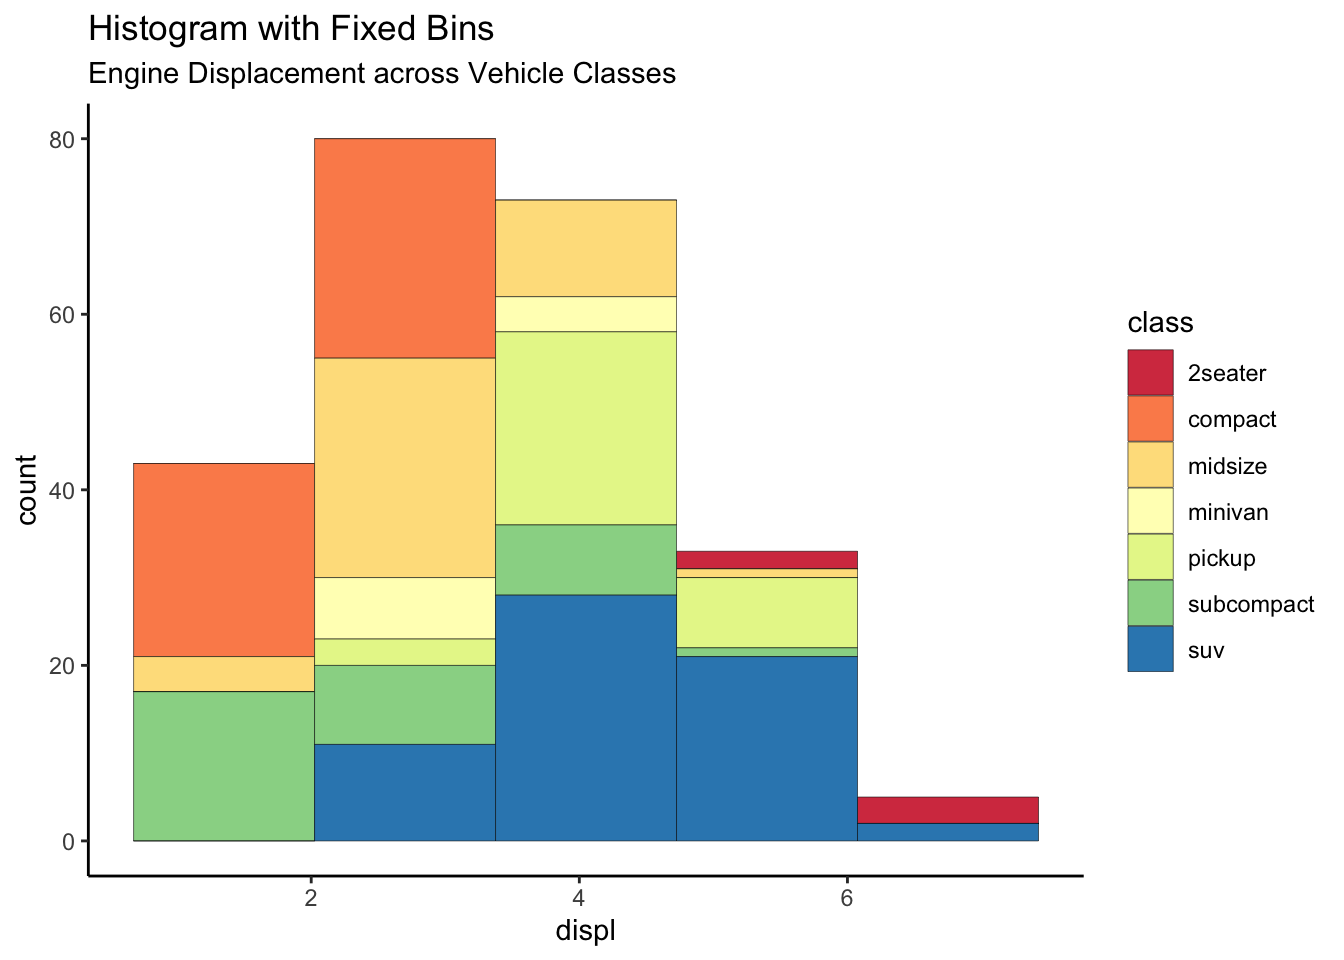 Histogram with Fixed Bins
Engine Displacement across Vehicle Classes
80
60
40
20
0
count
2
4
6
displ
class
2seater
compact
midsize
minivan
pickup
subcompact
suv